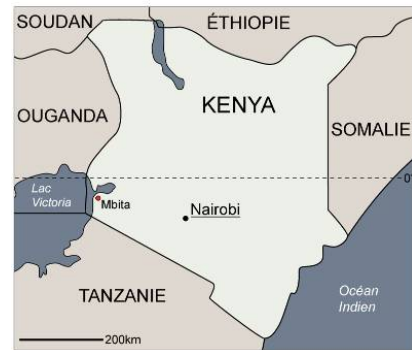 SOUDAN
ÉTHIOPIE
KENYA
OUGANDA
SOMALIE
0°
Lac
Victoria
Mbita
Nairobi
TANZANIE
Océan
Indien
200km